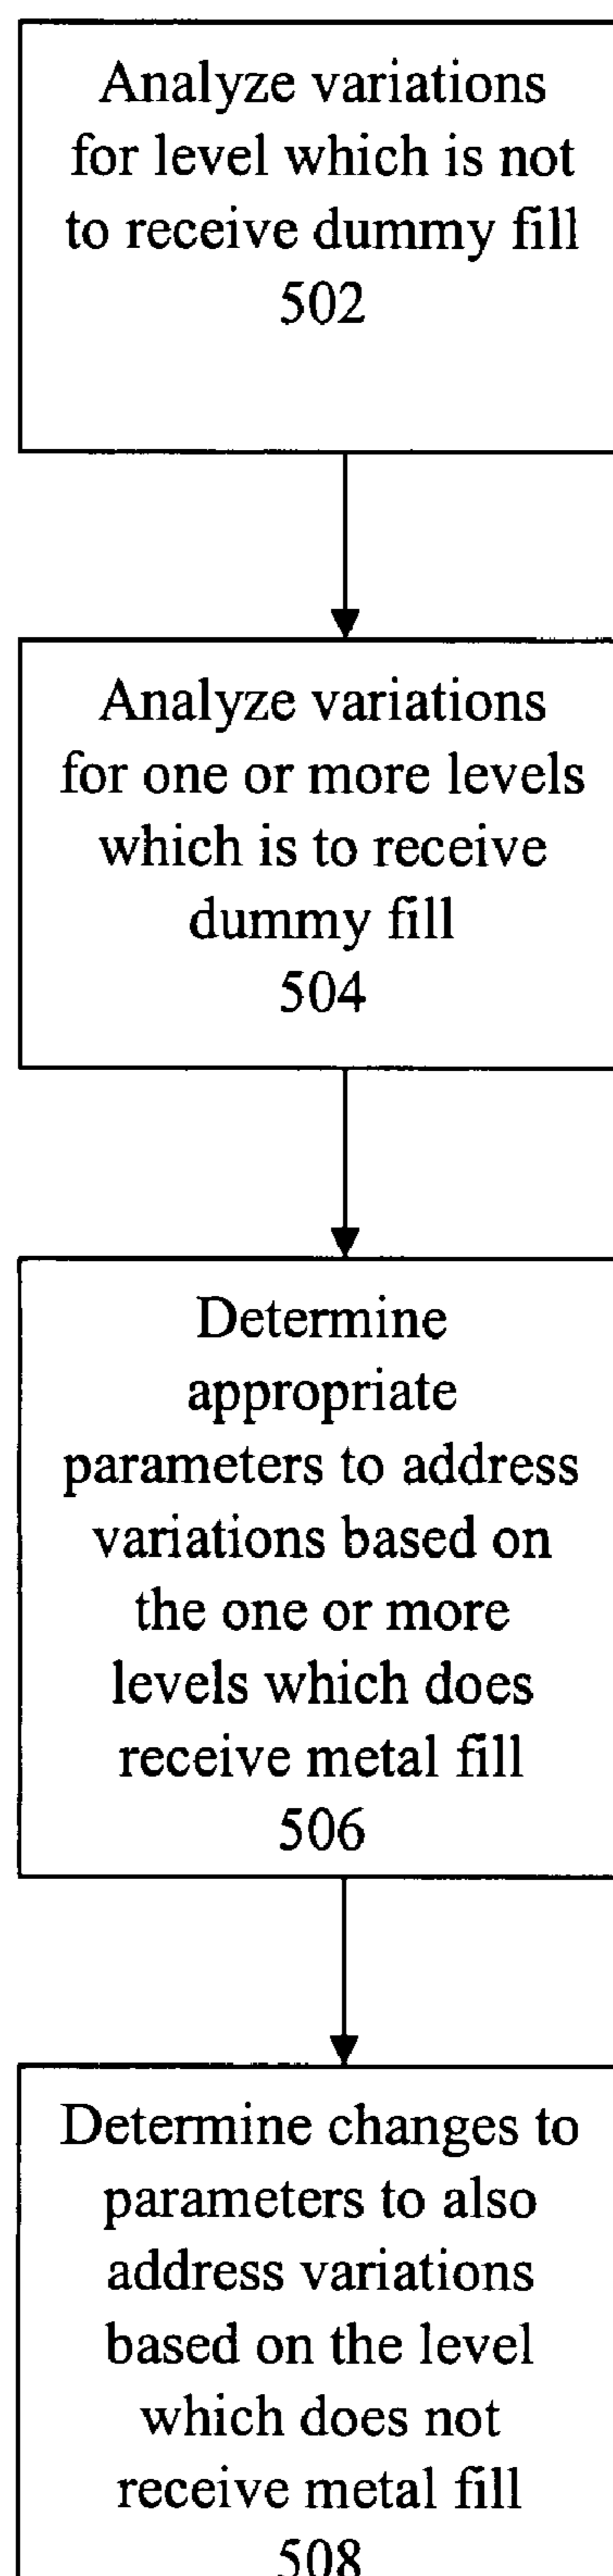 Analyze variations
for level which is not
to receive dummy fill
502
Analyze variations
for one or more levels
which is to receive
dummy fill
504
Determine
appropriate
parameters to address
variations based on
the one or more
levels which does
receive metal fill
506
Determine changes to
parameters to also
address variations
based on the level
which does not
receive metal fill
508